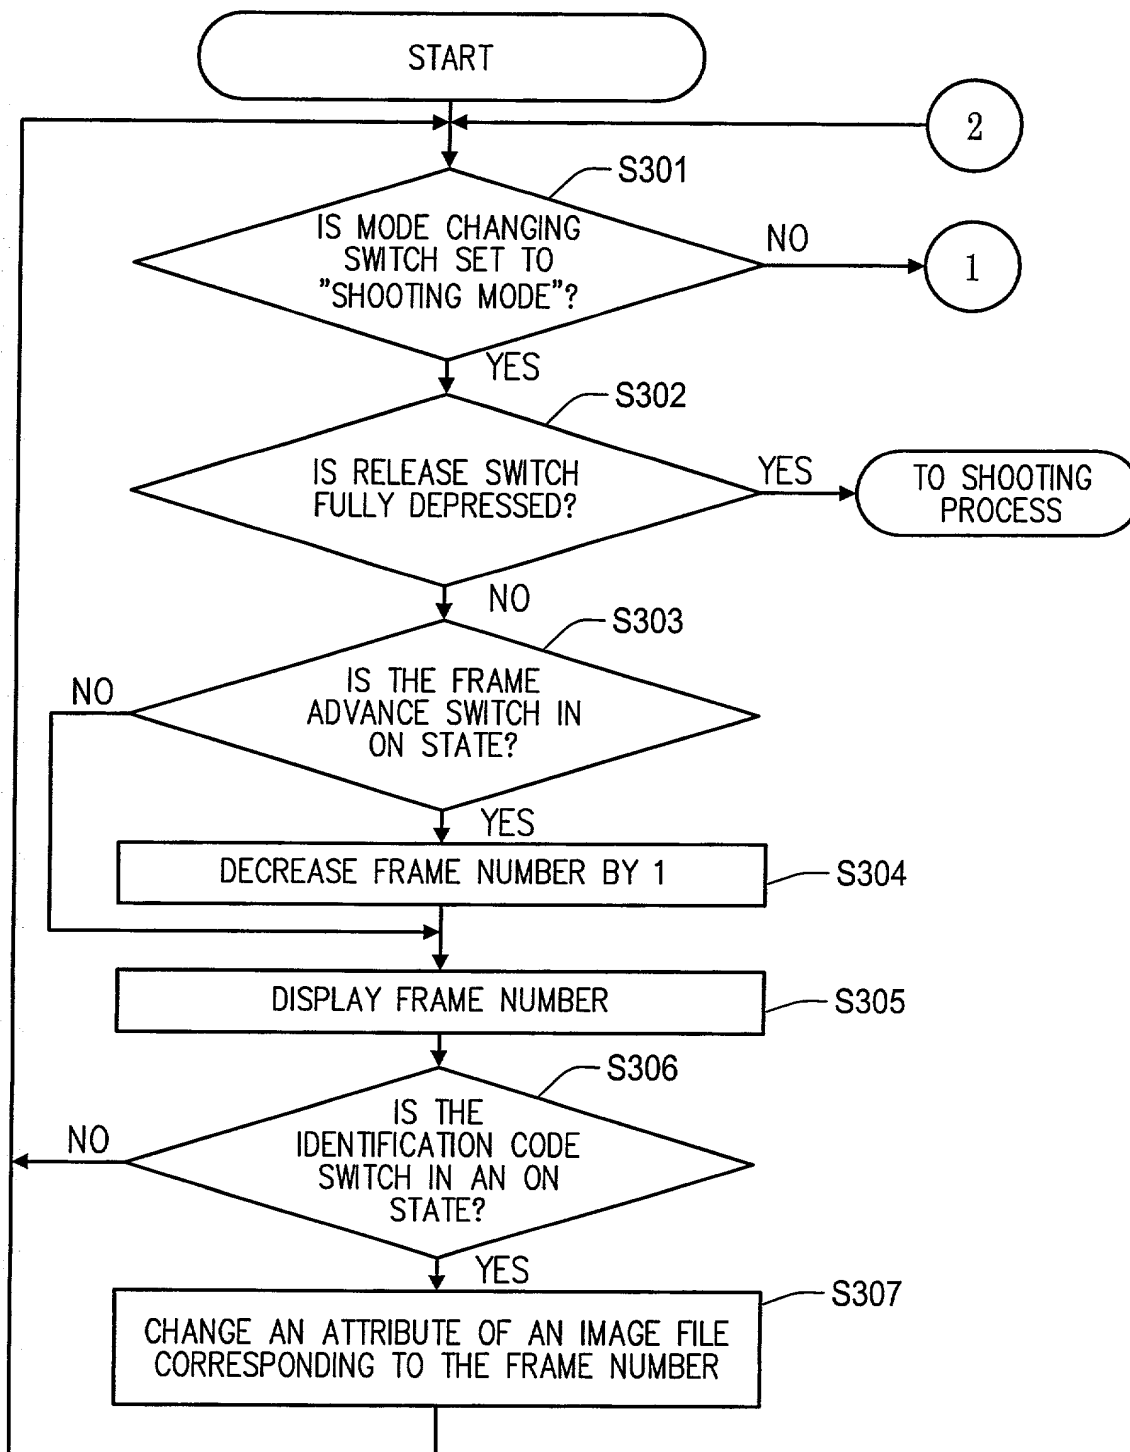 START
2
S301
IS MODE CHANGING
SWITCH SET TO
"SHOOTING MODE"?
NO
1
YES
S302
IS RELEASE SWITCH
FULLY DEPRESSED?
YES
TO SHOOTING
PROCESS
NO
S303
IS THE FRAME
ADVANCE SWITCH IN
ON STATE?
NO
YES
DECREASE FRAME NUMBER BY 1
S304
DISPLAY FRAME NUMBER
S305
S306
IS THE
IDENTIFICATION CODE
SWITCH IN AN ON
STATE?
NO
YES
S307
CHANGE AN ATTRIBUTE OF AN IMAGE FILE
CORRESPONDING TO THE FRAME NUMBER